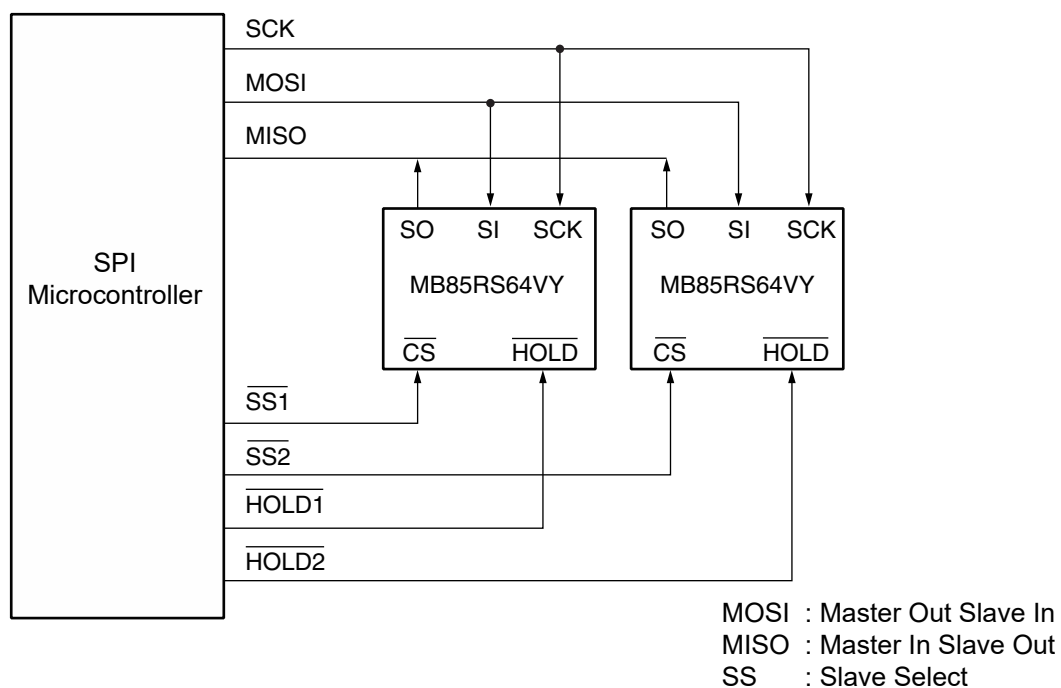 SCK
MOSI
MISO
SPI
Microcontroller
SO SI SCK
MB85RS64VY
CS HOLD
SO SI SCK
MB85RS64VY
CS HOLD
SS1
SS2
HOLD1
HOLD2
MOSI : Master Out Slave In
MISO : Master In Slave Out
SS : Slave Select